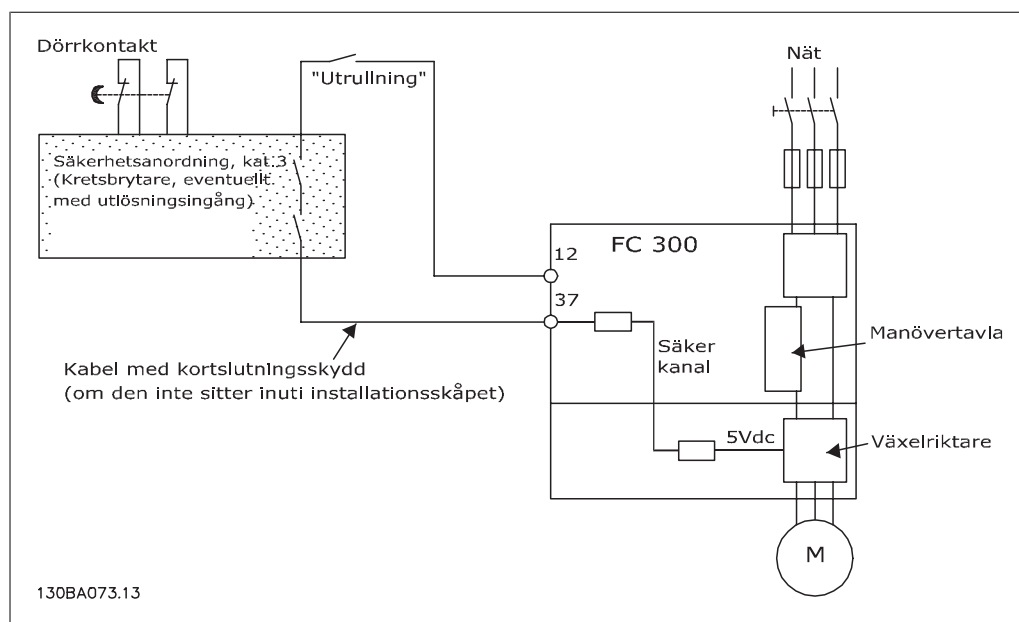 Dörrkontakt
"Utrullning"
Nät
Säkerhetsanordning, kat.3
(Kretsbrytare, eventuellt
med utlösningsingång)
FC 300
12
37
Säker
kanal
Manövertavla
Kabel med kortslutningsskydd
(om den inte sitter inuti installationsskåpet)
5Vdc
Växelriktare
M
130BA073.13